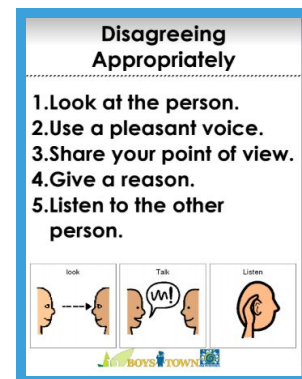 Disagreeing
Appropriately
1.Look at the person.
2.Use a pleasant voice.
3.Share your point of view.
4.Give a reason.
5.Listen to the other
person.
look
Talk
Listen
m!
BOYS TOWN